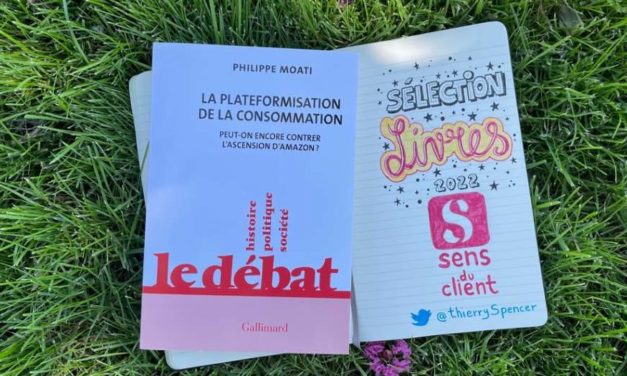 PHILIPPE MOATI
LA PLATEFORMISATION
DE LA CONSOMMATION
PEUT-ON ENCORE CONTRER
L'ASCENSION D'AMAZON ?
histoire
politique
société
le débat
Gallimard
SÉLECTION
Livres
2022
S
sens
du
client
@thierrySpencer